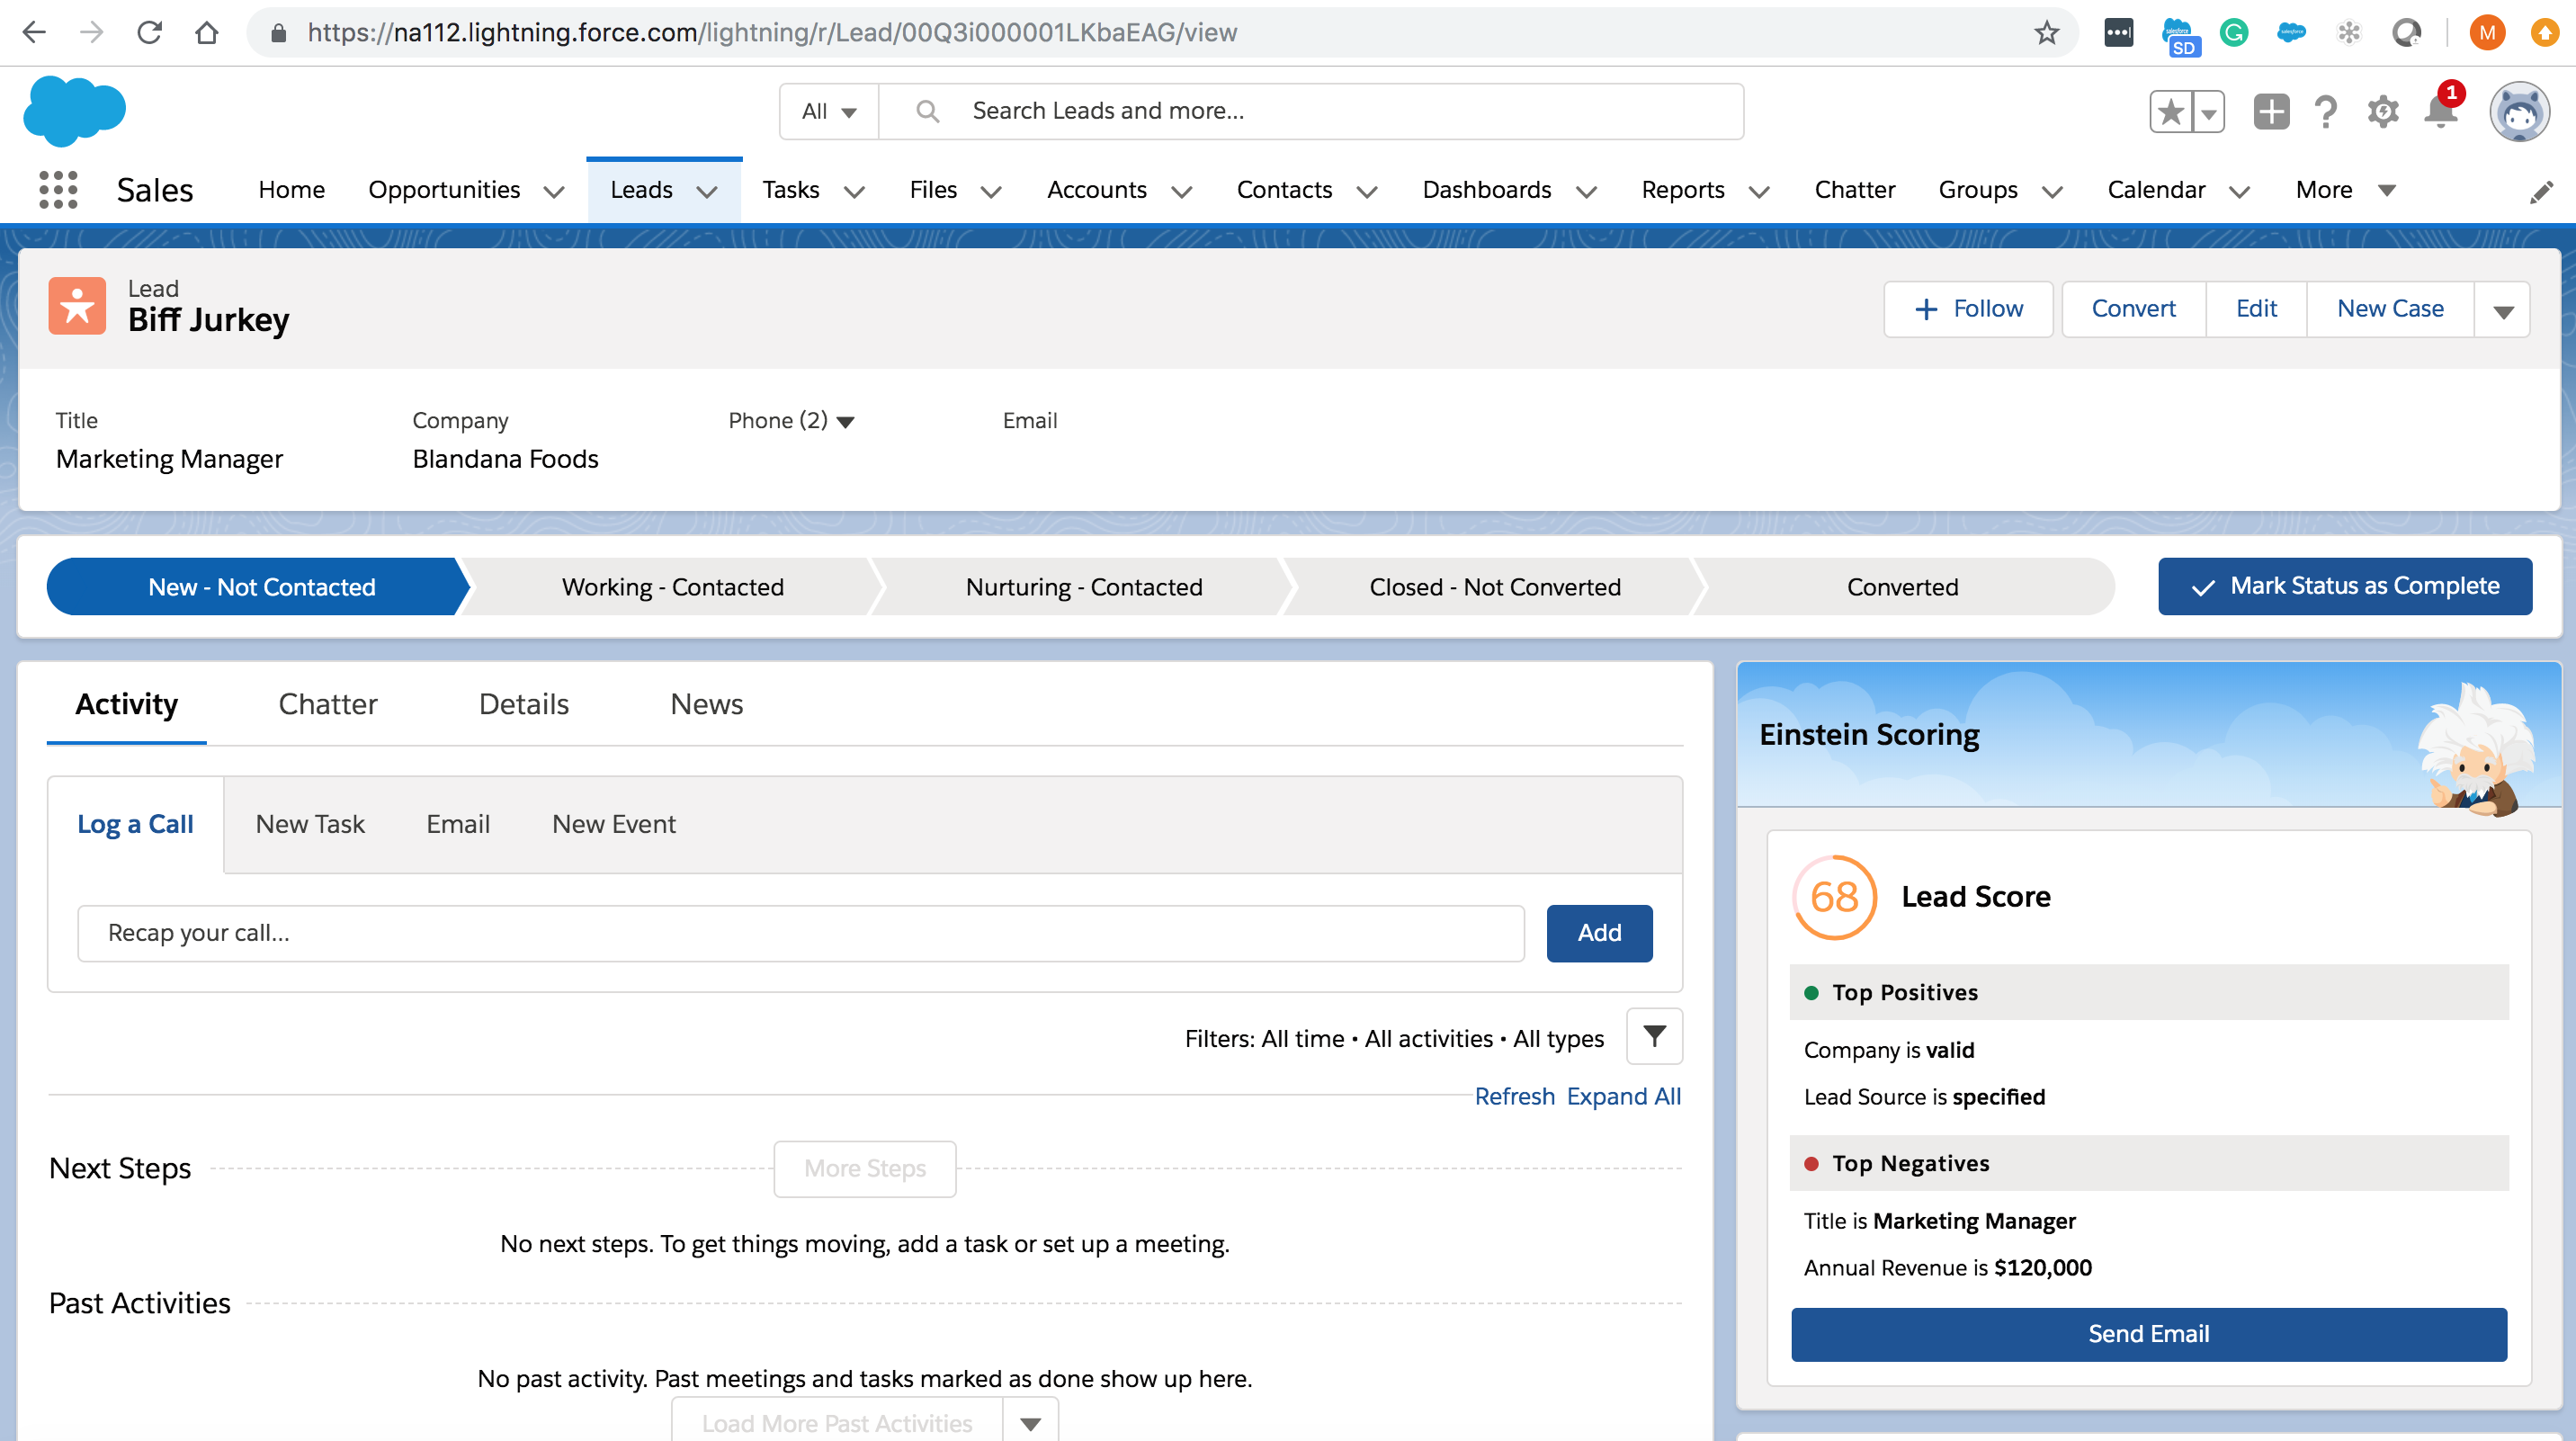 https://na112.lightning.force.com/lightning/r/Lead/00Q3i000001LKbaEAG/view
SD
M
All
Search Leads and more...
1
Sales
Home
Opportunities
Leads
Tasks
Files
Accounts
Contacts
Dashboards
Reports
Chatter
Groups
Calendar
More
Lead
Biff Jurkey
Follow
Convert
Edit
New Case
Title
Company
Phone (2)
Email
Marketing Manager
Blandana Foods
New - Not Contacted
Working - Contacted
Nurturing - Contacted
Closed - Not Converted
Converted
Mark Status as Complete
Activity
Chatter
Details
News
Log a Call
New Task
Email
New Event
Recap your call...
Add
Filters: All time • All activities • All types
Refresh
Expand All
Next Steps
More Steps
No next steps. To get things moving, add a task or set up a meeting.
Past Activities
No past activity. Past meetings and tasks marked as done show up here.
Load More Past Activities
Einstein Scoring
68
Lead Score
Top Positives
Company is valid
Lead Source is specified
Top Negatives
Title is Marketing Manager
Annual Revenue is $120,000
Send Email